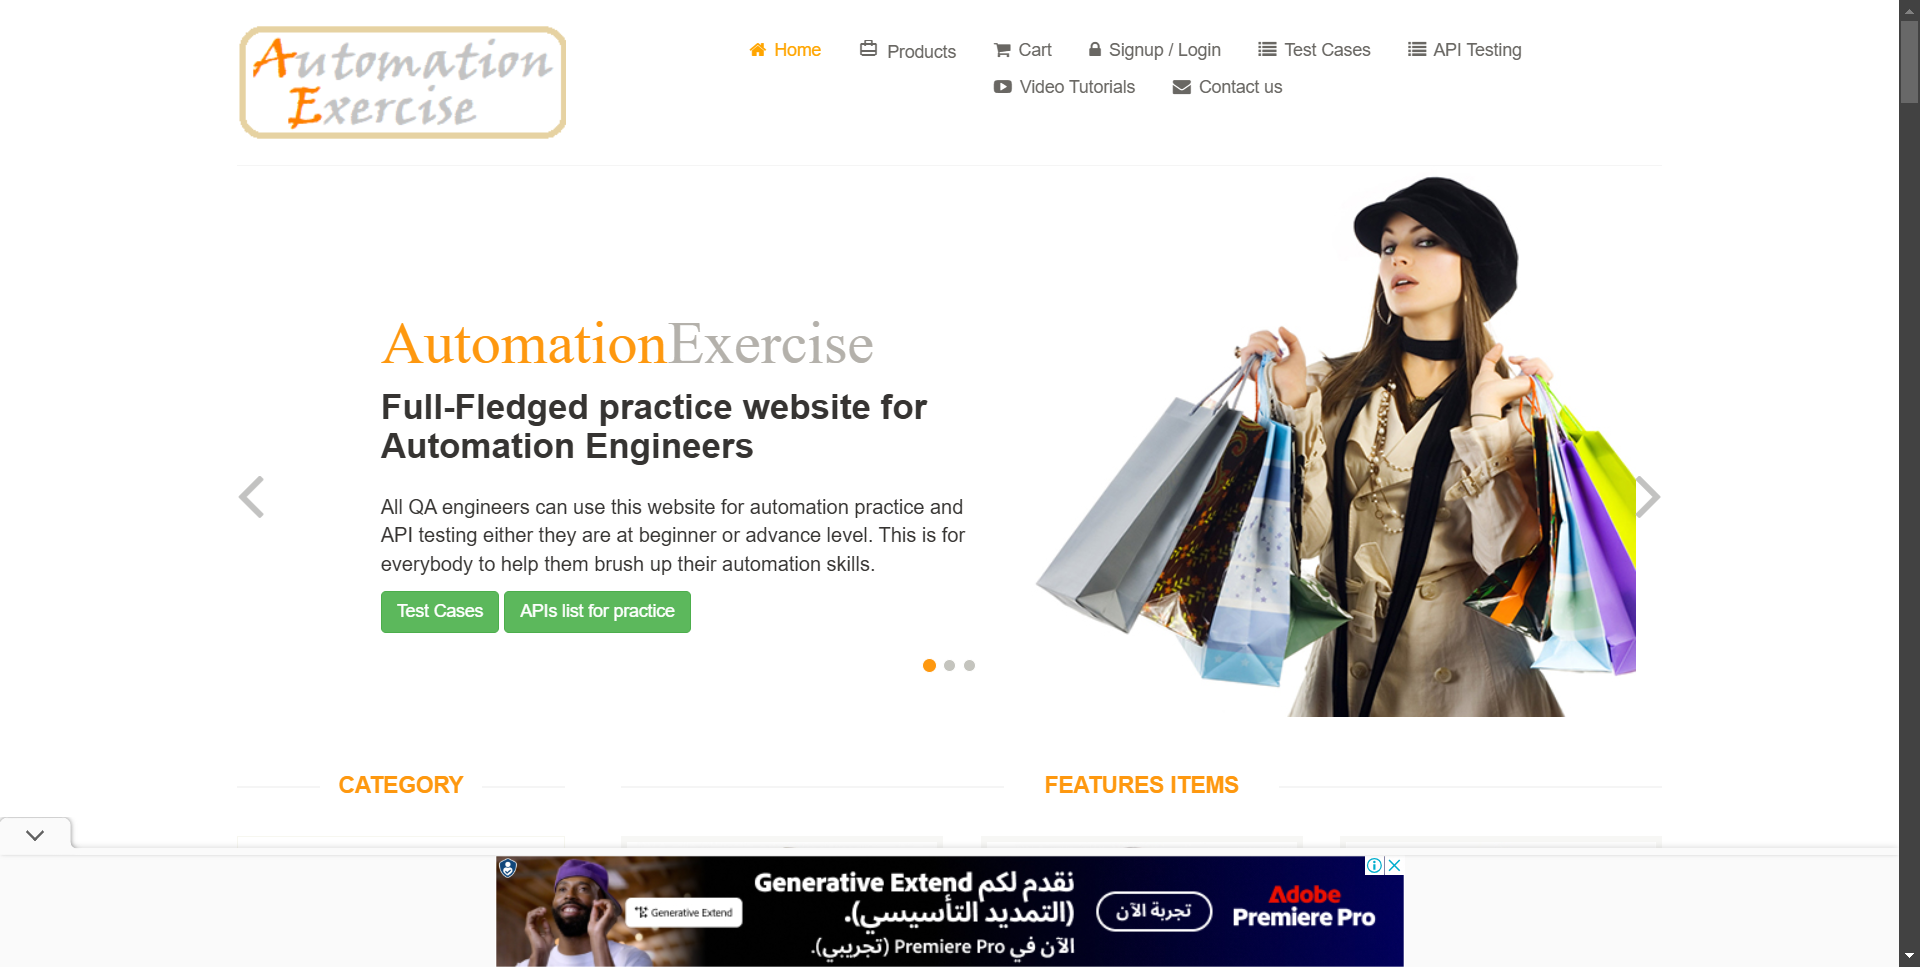 Automation
Exercise
Home
Products
Cart
Signup / Login
Test Cases
API Testing
Video Tutorials
Contact us
AutomationExercise
Full-Fledged practice website for
Automation Engineers
All QA engineers can use this website for automation practice and
API testing either they are at beginner or advance level. This is for
everybody to help them brush up their automation skills.
Test Cases
APIs list for practice
CATEGORY
FEATURES ITEMS
Generative Extend
نقدم لكم Generative Extend
(التمديد التأسيسي).
الآن في Premiere Pro (تجريبي).
تجربة الآن
Adobe
Premiere Pro